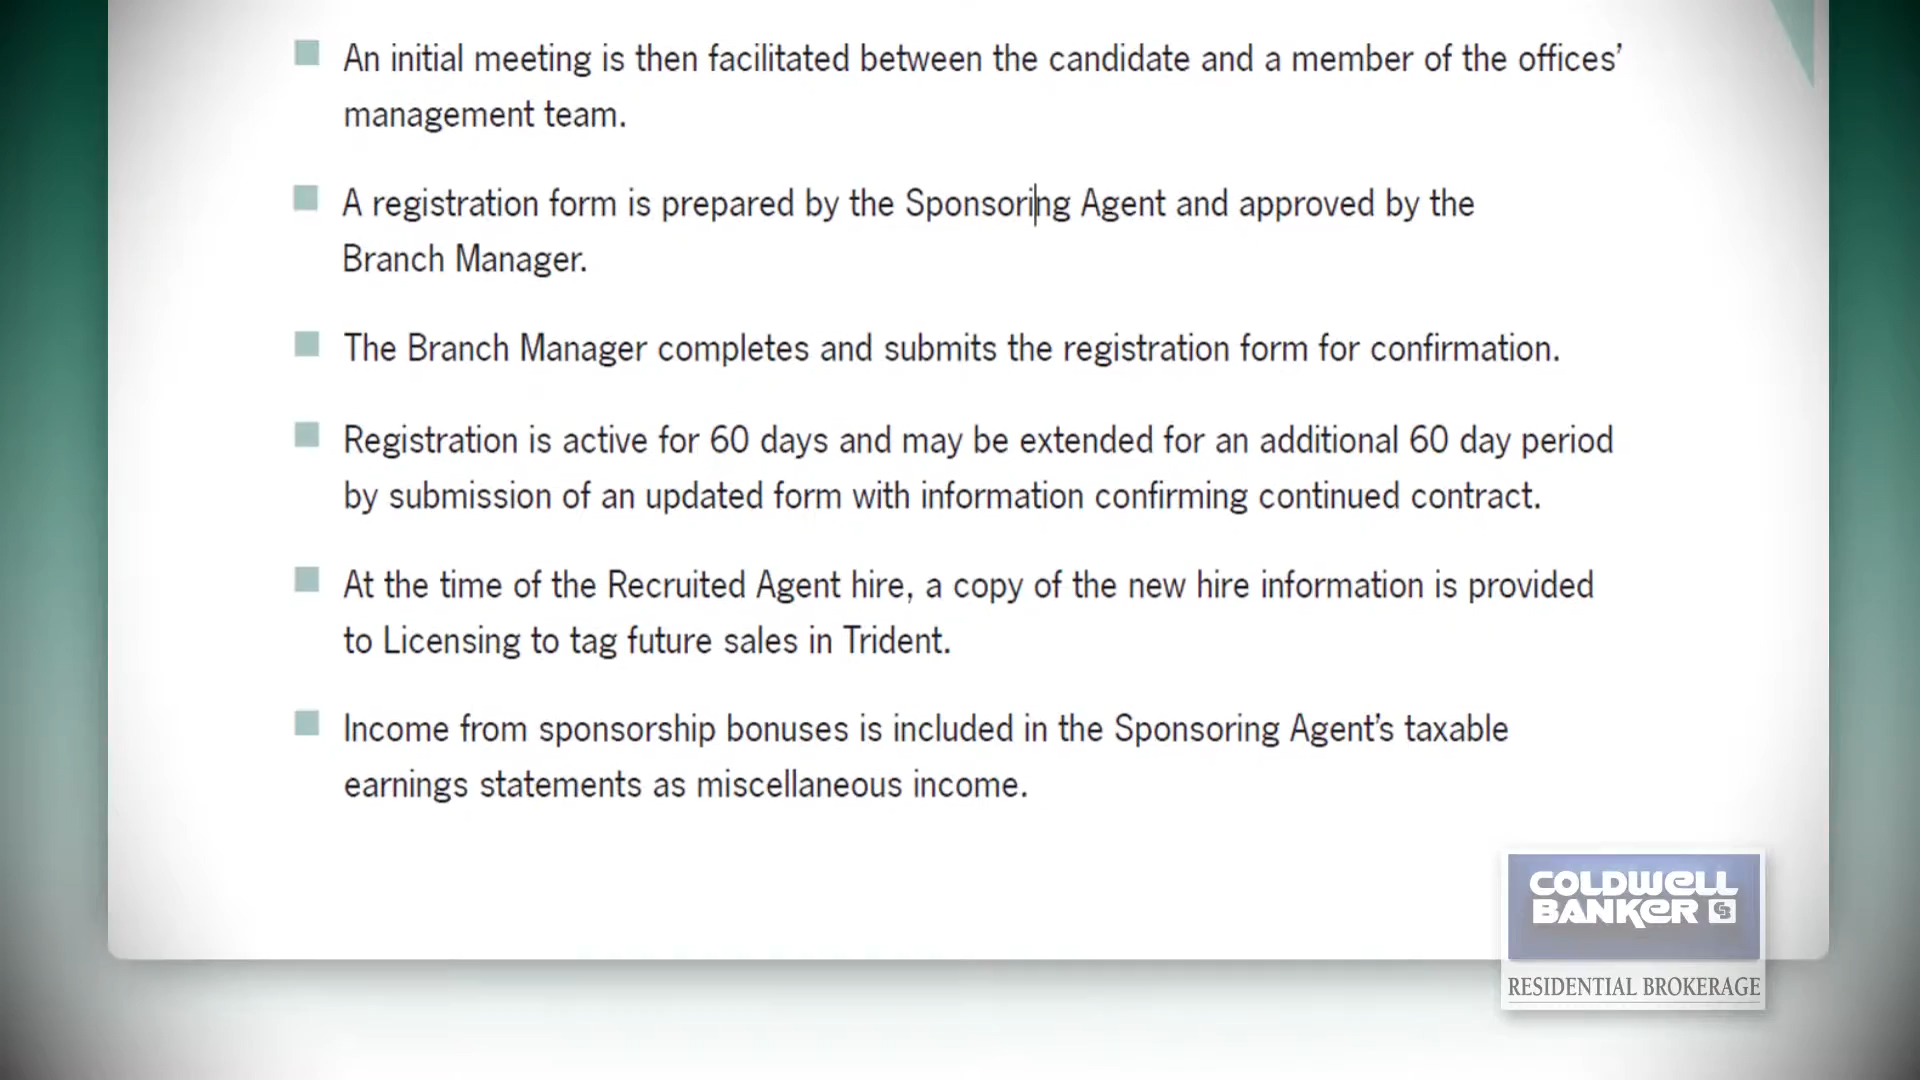 An initial meeting is then facilitated between the candidate and a member of the offices’
management team.
A registration form is prepared by the Sponsoring Agent and approved by the
Branch Manager.
The Branch Manager completes and submits the registration form for confirmation.
Registration is active for 60 days and may be extended for an additional 60 day period
by submission of an updated form with information confirming continued contract.
At the time of the Recruited Agent hire, a copy of the new hire information is provided
to Licensing to tag future sales in Trident.
Income from sponsorship bonuses is included in the Sponsoring Agent’s taxable
earnings statements as miscellaneous income.
COLDWELL
BANKER CB
RESIDENTIAL BROKERAGE